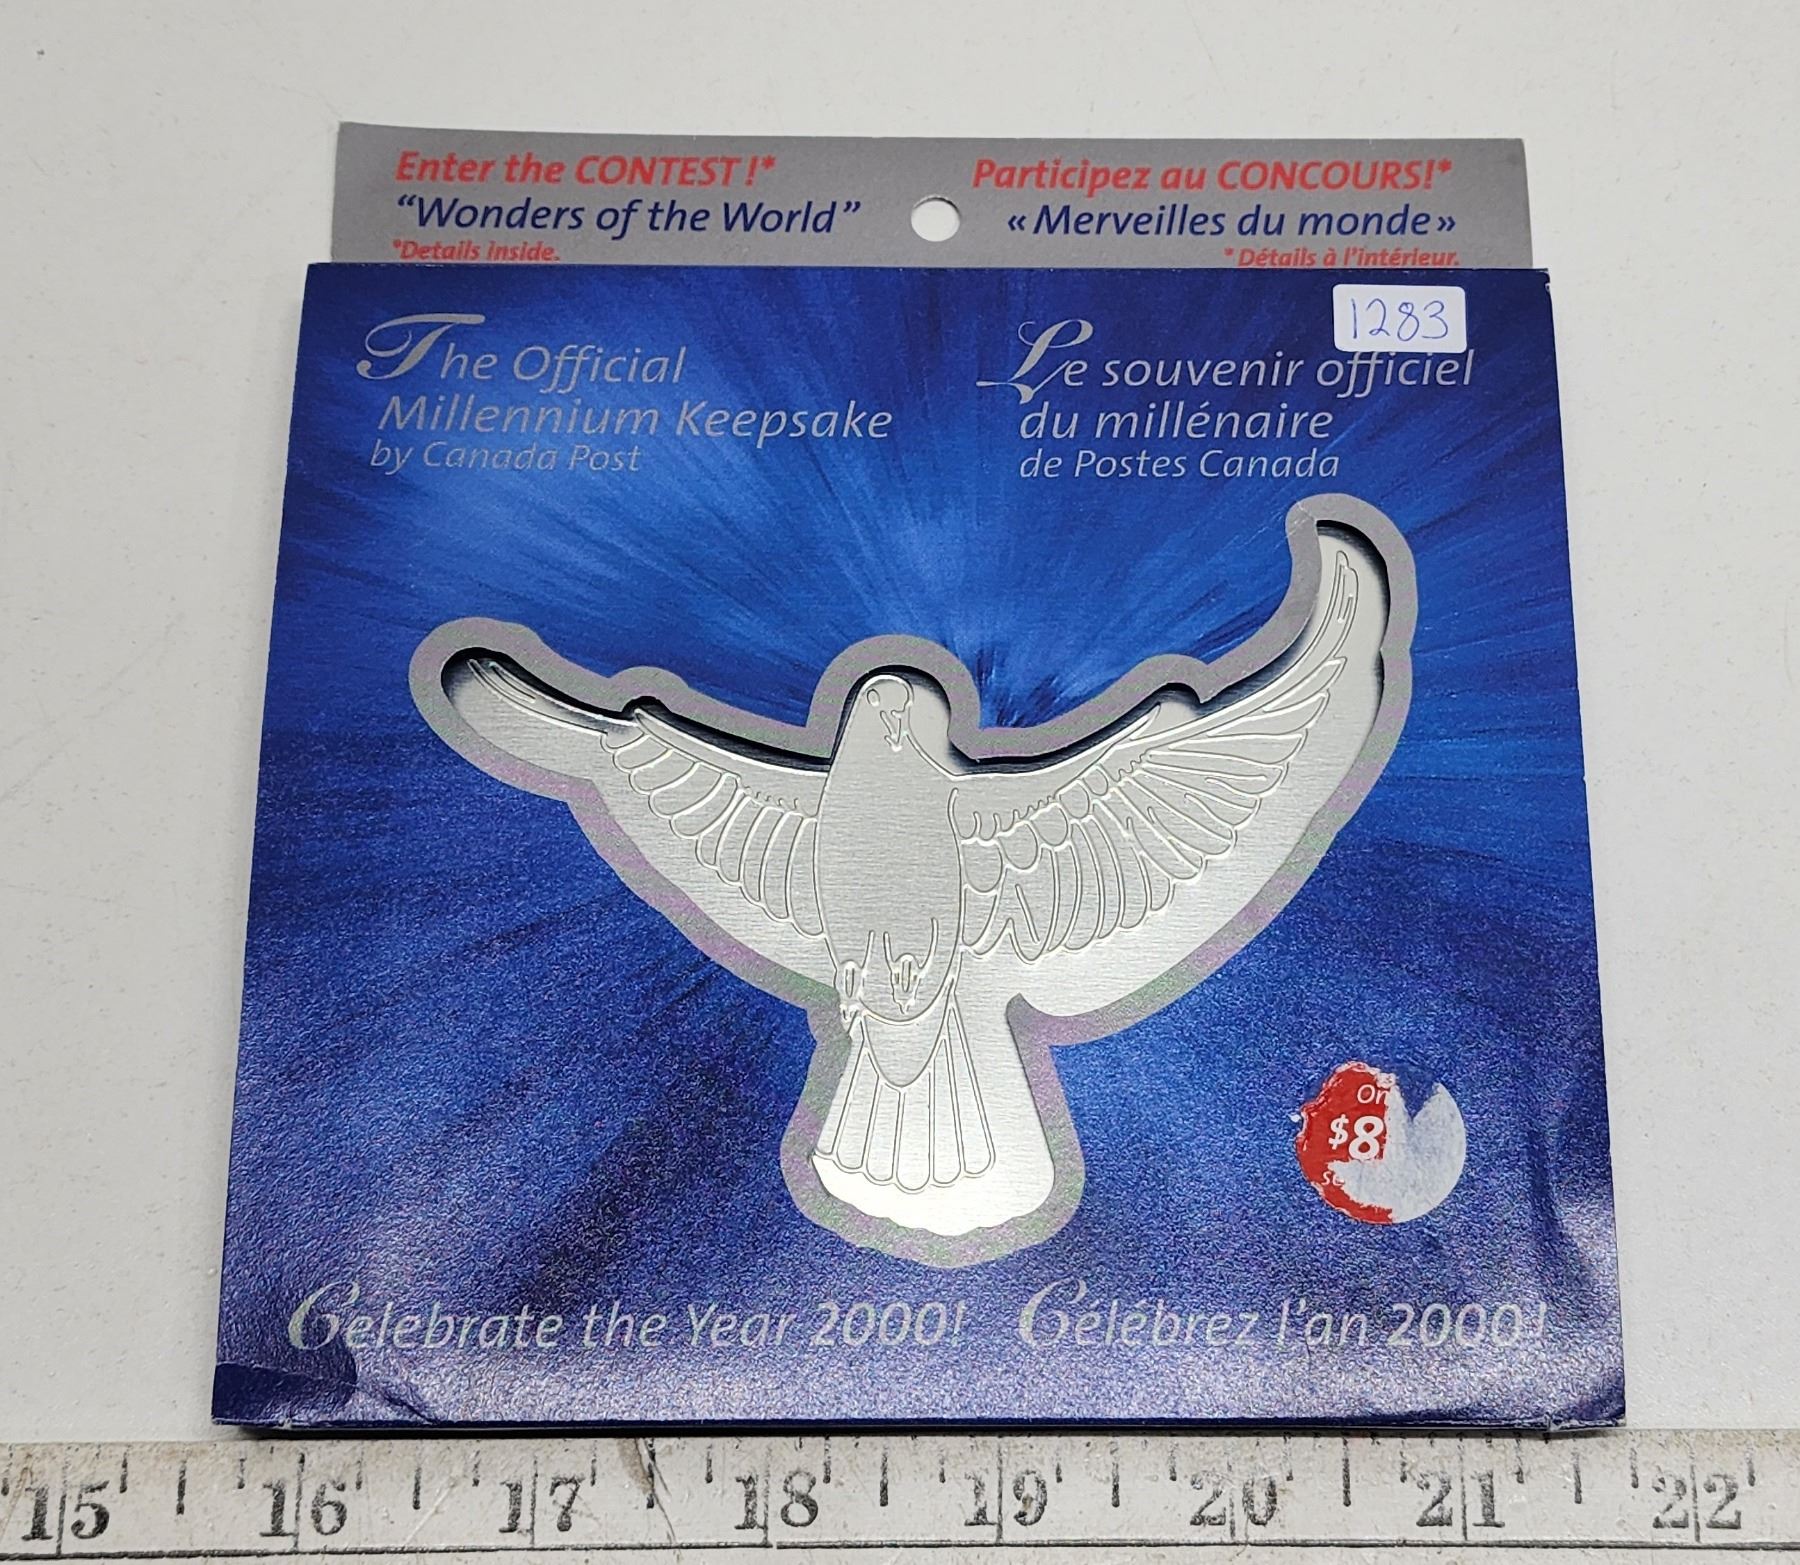 Enter the CONTEST!*
“Wonders of the World”
*Details inside.
Participez au CONCOURS!*
« Merveilles du monde »
* Détails à l'intérieur.
1283
The Official
Millennium Keepsake
by Canada Post
Le souvenir officiel
du millénaire
de Postes Canada
$8
Celebrate the Year 2000!
Célébrez l'an 2000!
15 16 17 18 19 20 21 22